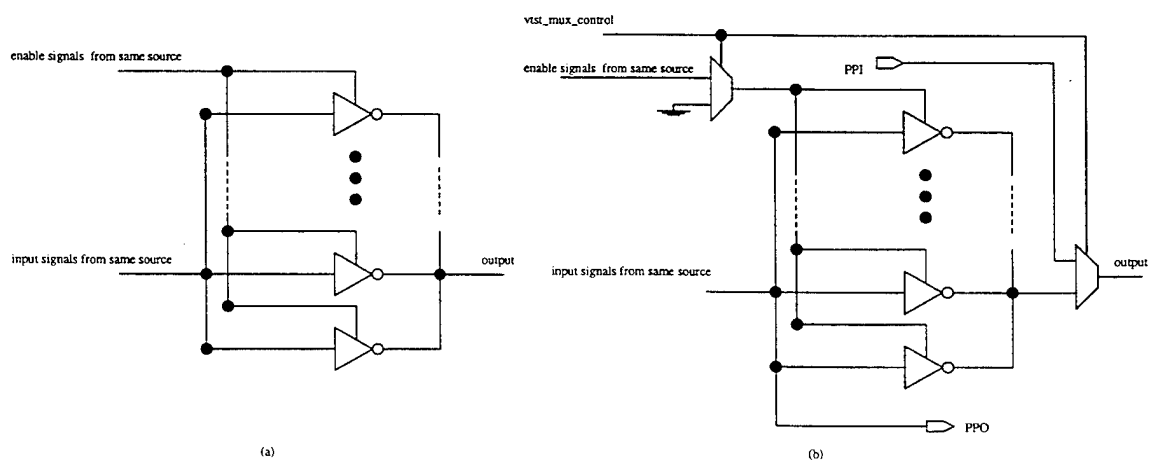 vtst_mux_control
enable signals from same source
enable signals from same source
PPI
input signals from same source
output
input signals from same source
output
PPO
(a)
(b)